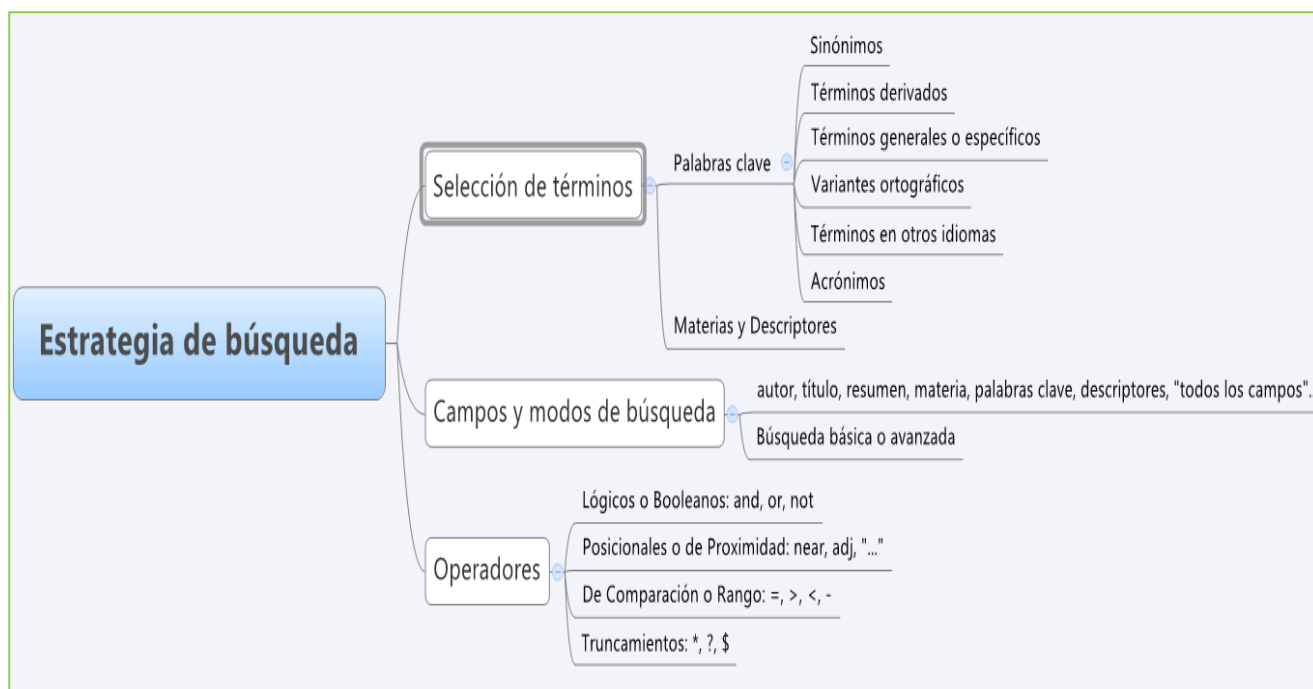 Estrategia de búsqueda
Selección de términos
Palabras clave
Sinónimos
Términos derivados
Términos generales o específicos
Variantes ortográficos
Términos en otros idiomas
Acrónimos
Materias y Descriptores
Campos y modos de búsqueda
autor, título, resumen, materia, palabras clave, descriptores, "todos los campos"..
Búsqueda básica o avanzada
Operadores
Lógicos o Booleanos: and, or, not
Posicionales o de Proximidad: near, adj, "..."
De Comparación o Rango: =, >, <, -
Truncamientos: *, ?, $